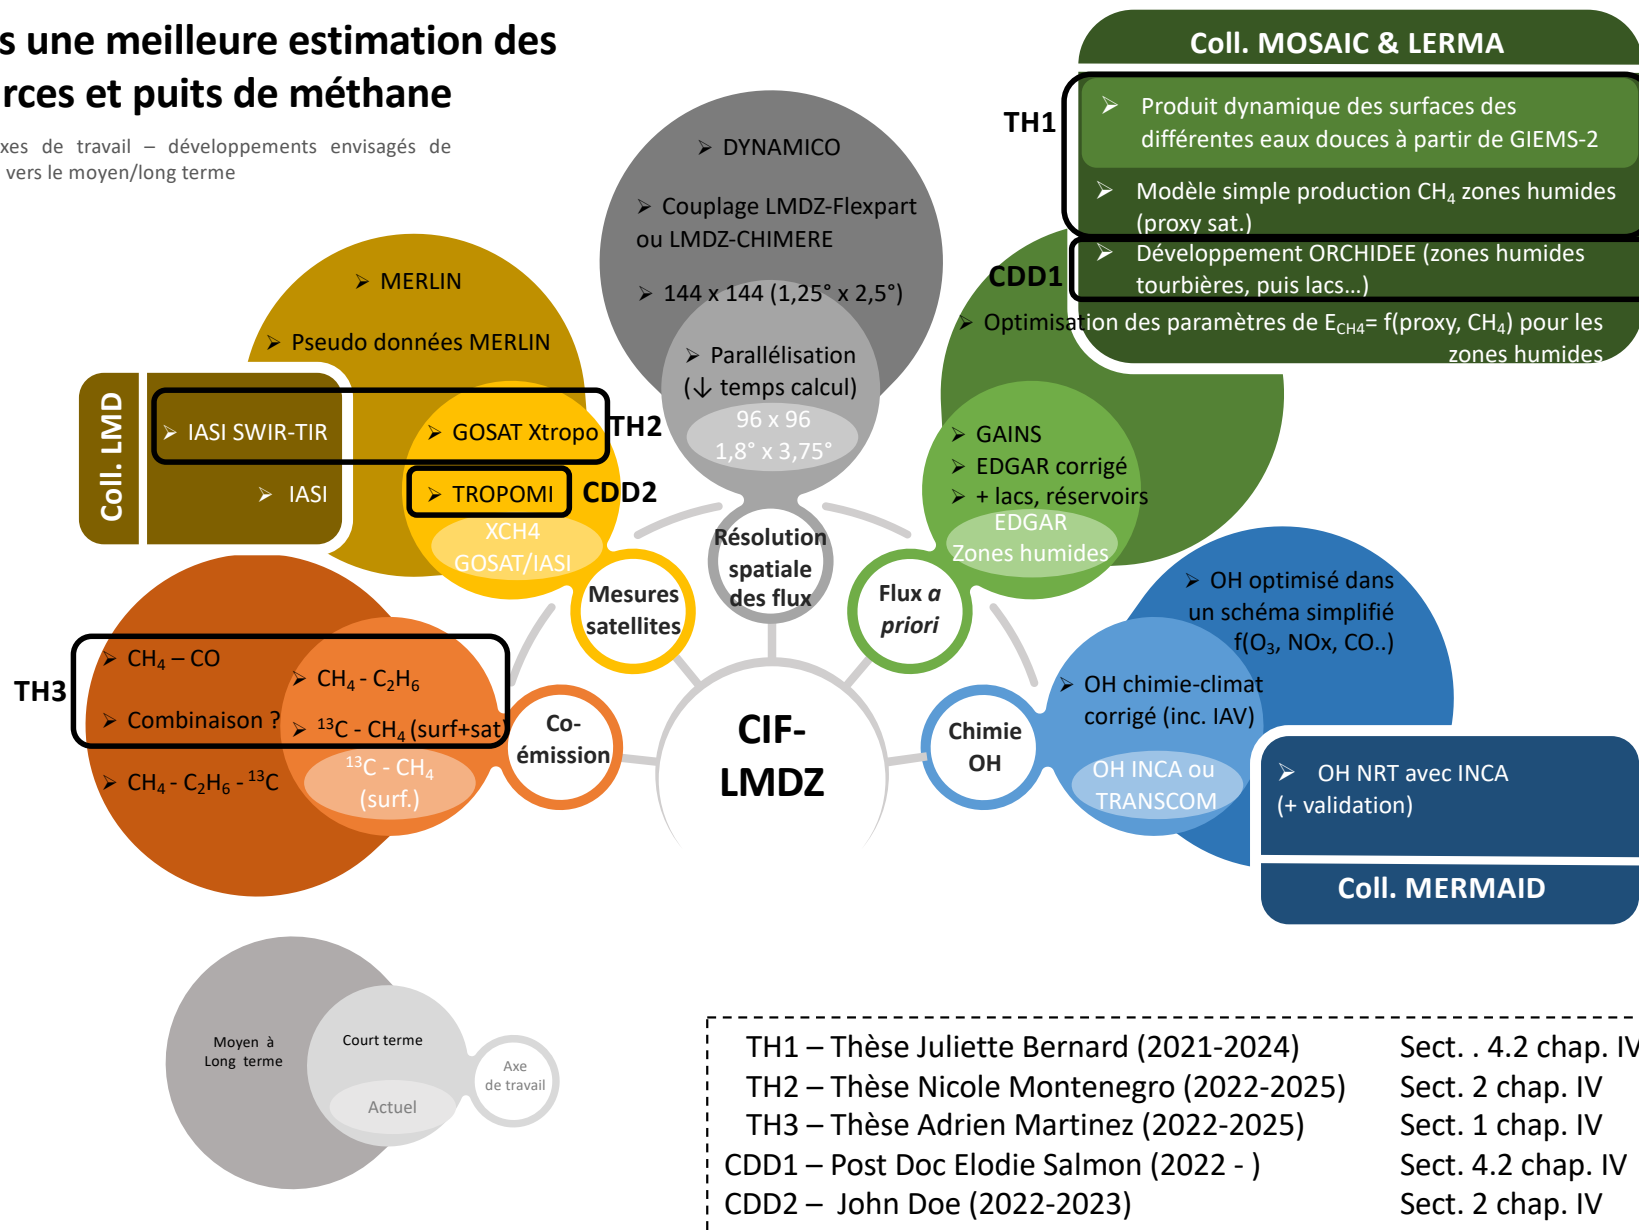 s une meilleure estimation des
rces et puits de méthane
xes de travail – développements envisagés de
vers le moyen/long terme
Coll. MOSAIC & LERMA
TH1
➢ Produit dynamique des surfaces des
différentes eaux douces à partir de GIEMS-2
➢ Modèle simple production CH₄ zones humides
(proxy sat.)
CDD1
➢ Développement ORCHIDEE (zones humides
tourbières, puis lacs…)
➢ Optimisation des paramètres de E_CH4= f(proxy, CH₄) pour les
zones humides
➢ DYNAMICO
➢ Couplage LMDZ-Flexpart
ou LMDZ-CHIMERE
➢ 144 x 144 (1,25° x 2,5°)
➢ Parallélisation
(↓ temps calcul)
96 x 96
1,8° x 3,75°
Résolution
spatiale
des flux
➢ MERLIN
➢ Pseudo données MERLIN
Coll. LMD
➢ IASI SWIR-TIR
➢ GOSAT Xtropo
TH2
➢ IASI
➢ TROPOMI
CDD2
XCH4
GOSAT/IASI
Mesures
satellites
➢ GAINS
➢ EDGAR corrigé
➢ + lacs, réservoirs
EDGAR
Zones humides
Flux a
priori
➢ OH optimisé dans
un schéma simplifié
f(O₃, NOx, CO..)
➢ OH chimie-climat
corrigé (inc. IAV)
OH INCA ou
TRANSCOM
Chimie
OH
➢ OH NRT avec INCA
(+ validation)
Coll. MERMAID
TH3
➢ CH₄ – CO
➢ CH₄ - C₂H₆
➢ Combinaison ?
➢ ¹³C - CH₄ (surf+sat)
➢ CH₄ - C₂H₆ - ¹³C
¹³C - CH₄
(surf.)
Co-
émission
CIF-
LMDZ
Moyen à
Long terme
Court terme
Actuel
Axe
de travail
TH1 – Thèse Juliette Bernard (2021-2024) Sect. . 4.2 chap. IV
TH2 – Thèse Nicole Montenegro (2022-2025) Sect. 2 chap. IV
TH3 – Thèse Adrien Martinez (2022-2025) Sect. 1 chap. IV
CDD1 – Post Doc Elodie Salmon (2022 - ) Sect. 4.2 chap. IV
CDD2 – John Doe (2022-2023) Sect. 2 chap. IV